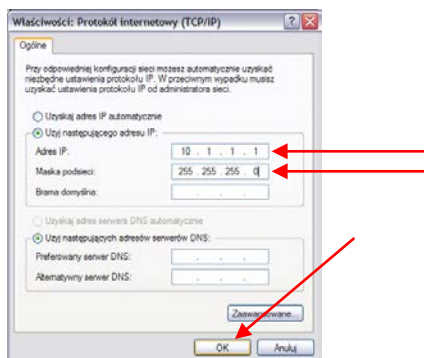 Właściwości: Protokół internetowy (TCP/IP)
Ogólne
Przy odpowiedniej konfiguracji sieci możesz automatycznie uzyskać
niezbędne ustawienia protokołu IP. W przeciwnym wypadku musisz
uzyskać ustawienia protokołu IP od administratora sieci.
Uzyskaj adres IP automatycznie
Użyj następującego adresu IP:
Adres IP: 10 . 1 . 1 . 1
Maska podsieci: 255 . 255 . 255 . 0
Brama domyślna: . . .
Uzyskaj adres serwera DNS automatycznie
Użyj następujących adresów serwerów DNS:
Preferowany serwer DNS: . . .
Alternatywny serwer DNS: . . .
Zaawansowane...
OK Anuluj